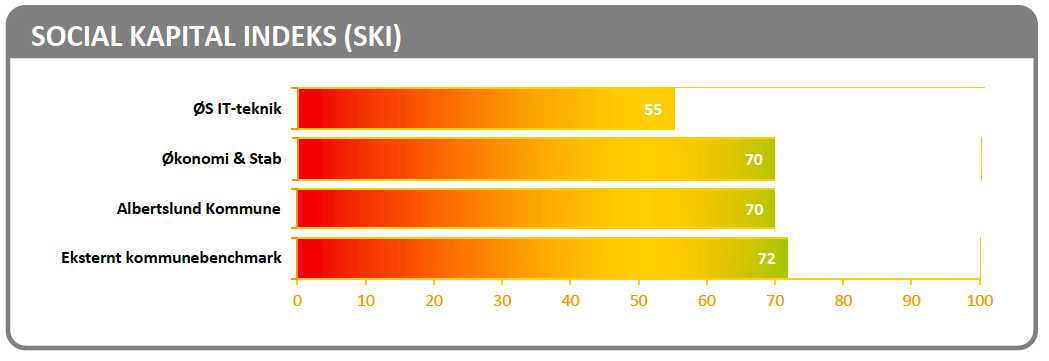 SOCIAL KAPITAL INDEKS (SKI)
ØS IT-teknik 55
Økonomi & Stab 70
Albertslund Kommune 70
Eksternt kommunebenchmark 72
0 10 20 30 40 50 60 70 80 90 100